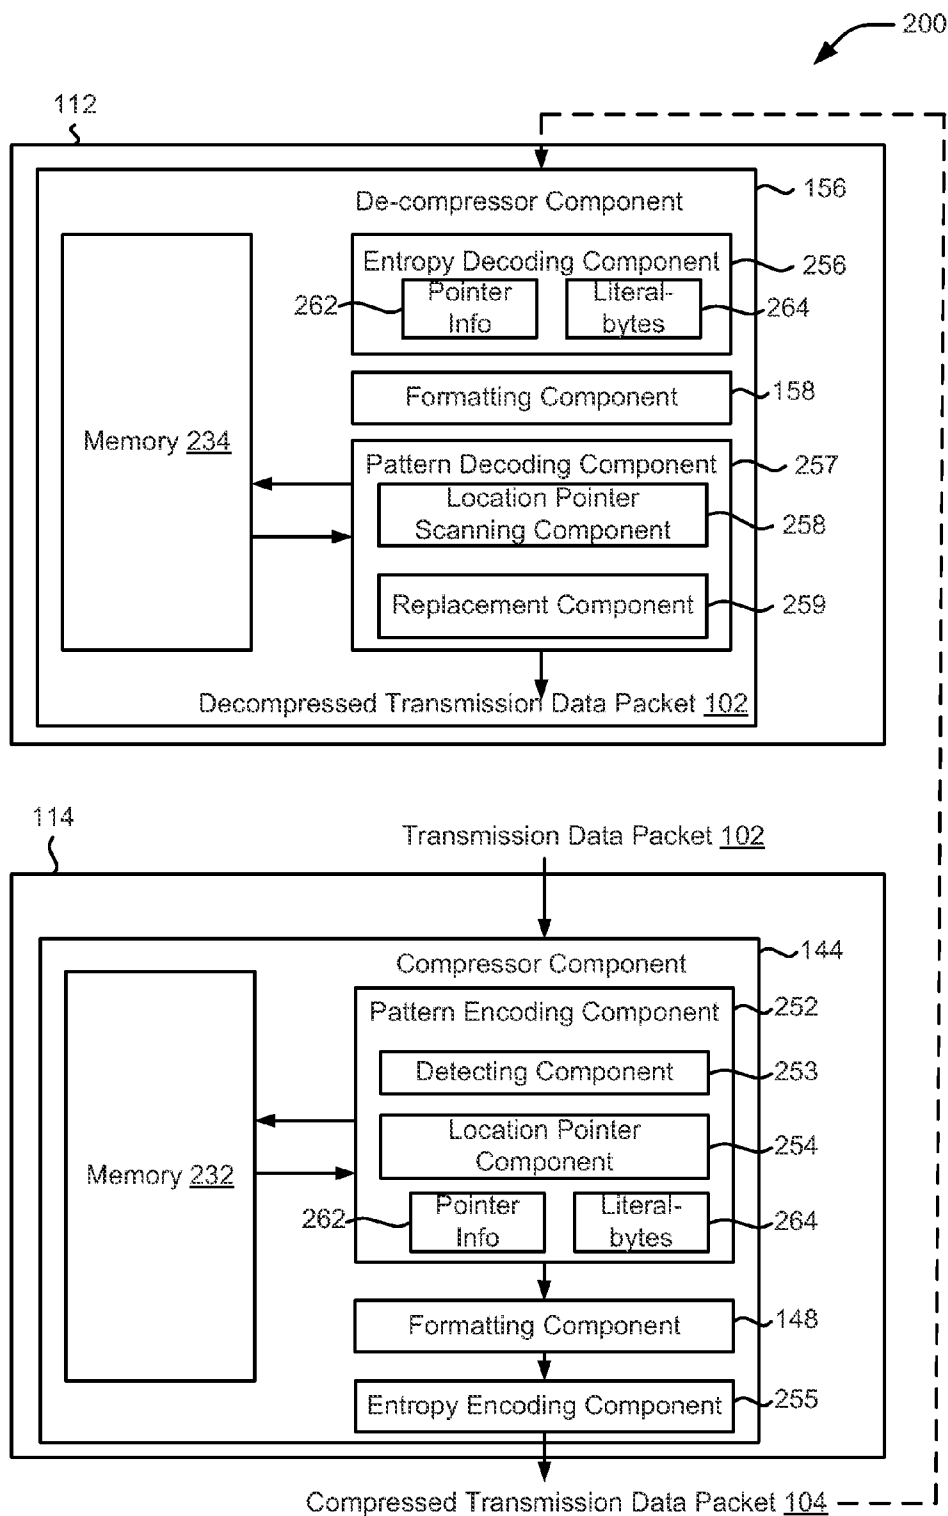 200
112
De-compressor Component
156
Entropy Decoding Component
256
262
Pointer
Info
Literal-
bytes
264
Formatting Component
158
Memory 234
Pattern Decoding Component
257
Location Pointer
Scanning Component
258
Replacement Component
259
Decompressed Transmission Data Packet 102
114
Transmission Data Packet 102
Compressor Component
144
Pattern Encoding Component
252
Detecting Component
253
Location Pointer
Component
254
Memory 232
262
Pointer
Info
Literal-
bytes
264
Formatting Component
148
Entropy Encoding Component
255
Compressed Transmission Data Packet 104